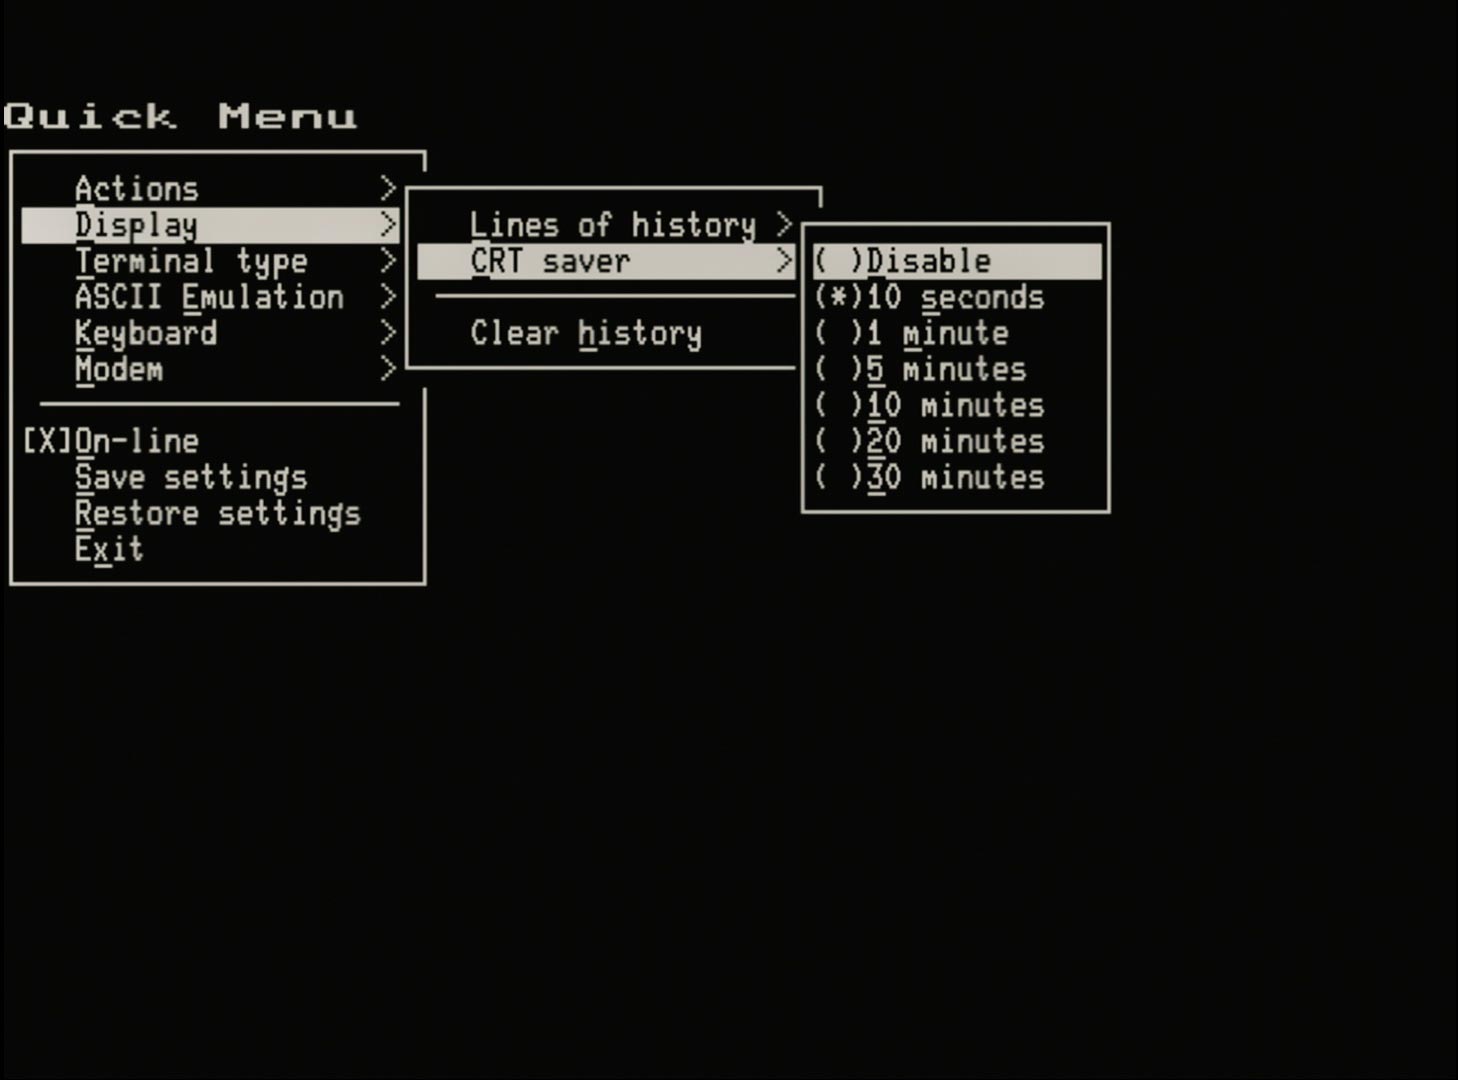 Quick Menu
Actions >
Display >
Terminal type >
ASCII Emulation >
Keyboard >
Modem >
[X]On-line
Save settings
Restore settings
Exit
Lines of history >
CRT saver >
Clear history
( )Disable
(*)10 seconds
( )1 minute
( )5 minutes
( )10 minutes
( )20 minutes
( )30 minutes